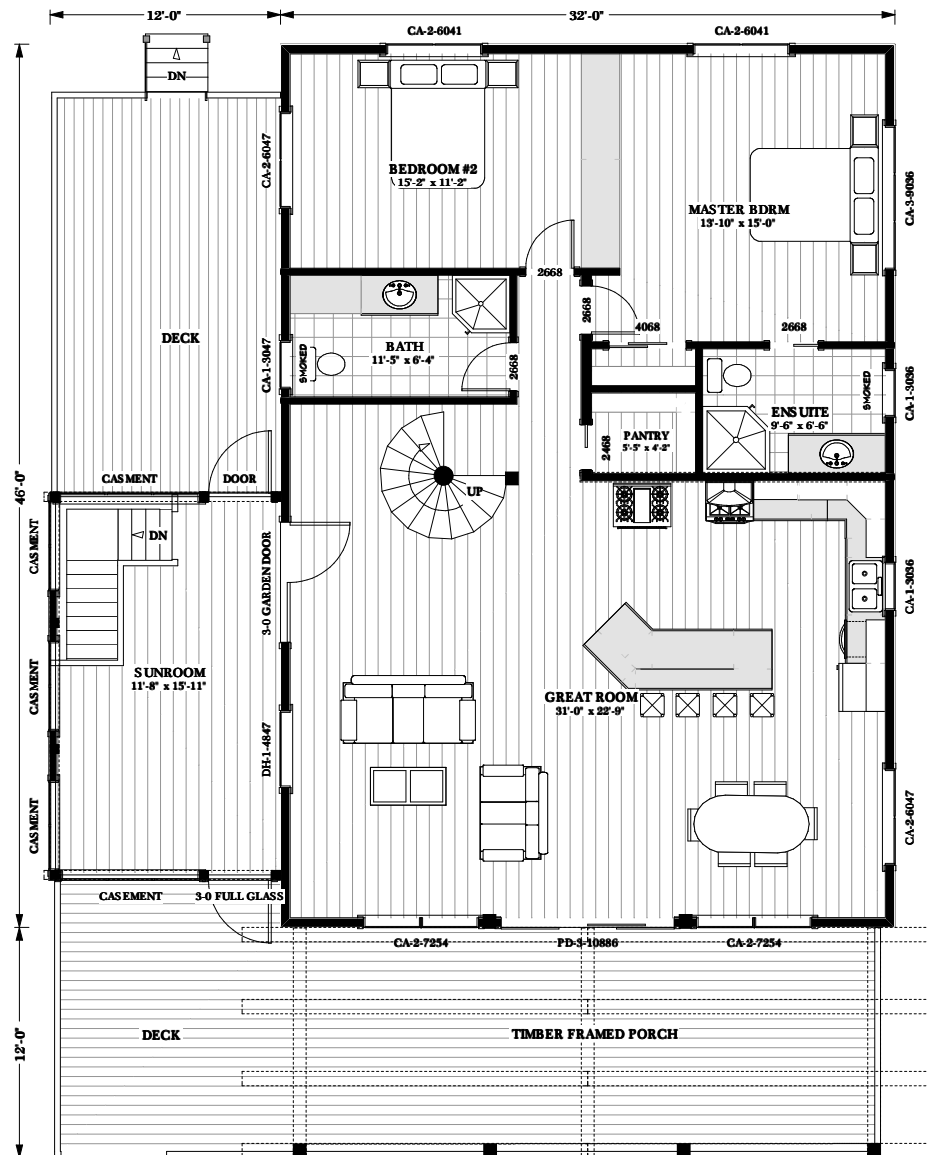 12'-0"
32'-0"
CA-2-6041
CA-2-6041
DN
CA-2-6047
BEDROOM #2
15'-2" x 11'-2"
MASTER BDRM
13'-10" x 15'-0"
CA-3-9036
2668
2668
4068
2668
DECK
CA-1-3047
SMOKED
BATH
11'-5" x 6'-4"
2668
SMOKED
CA-1-3036
ENSUITE
9'-6" x 6'-6"
PANTRY
5'-5" x 4'-2"
2468
46'-0"
CASMENT
DOOR
UP
CASMENT
DN
3-0 GARDEN DOOR
CA-1-3036
CASMENT
SUNROOM
11'-8" x 15'-11"
GREAT ROOM
31'-0" x 22'-9"
DH-1-4847
CASMENT
CA-2-6047
CASEMENT
3-0 FULL GLASS
CA-2-7254
PD-3-10886
CA-2-7254
12'-0"
DECK
TIMBER FRAMED PORCH